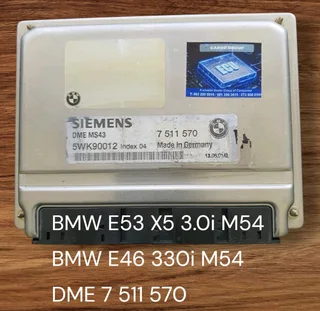 ECU
SIEMENS
DME MS43
7 511 570
5WK90012 Index 04
Made in Germany
BMW E53 X5 3.0i M54
BMW E46 330i M54
DME 7 511 570